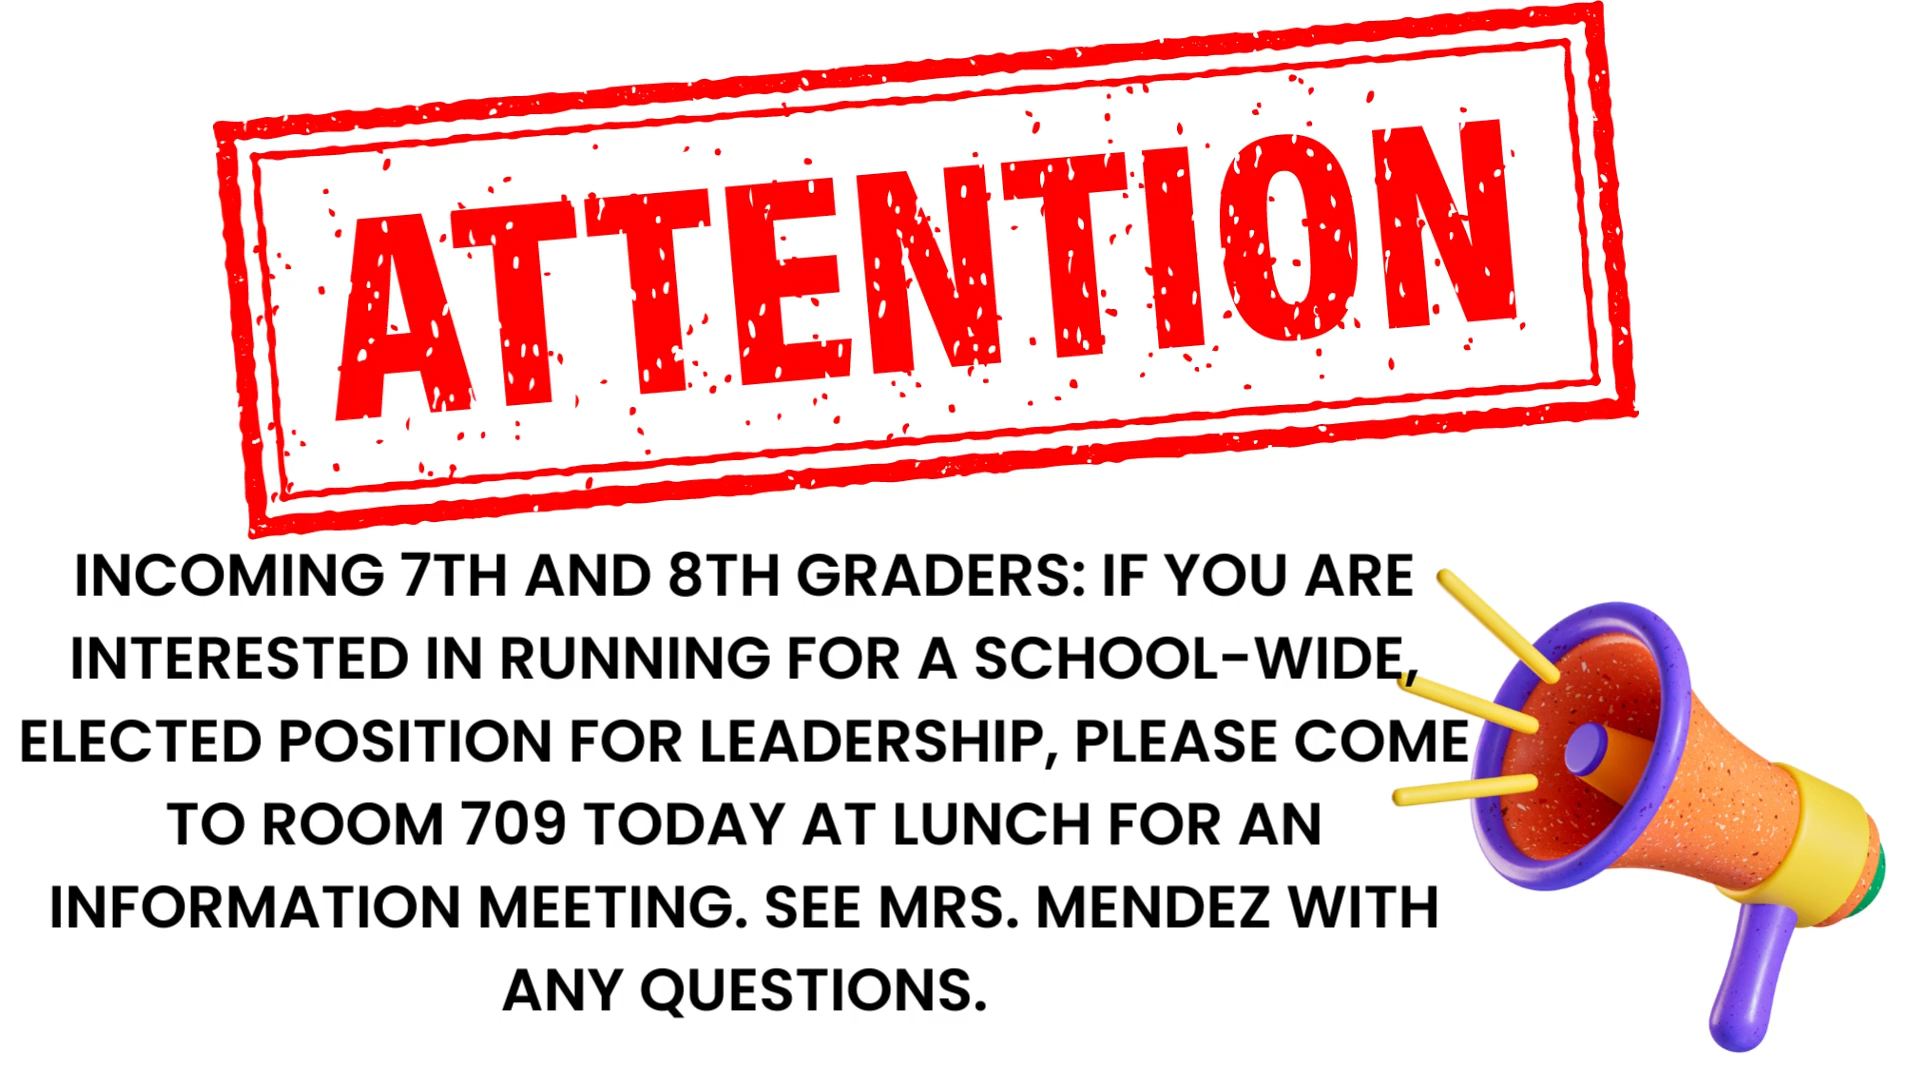 ATTENTION
INCOMING 7TH AND 8TH GRADERS: IF YOU ARE
INTERESTED IN RUNNING FOR A SCHOOL-WIDE,
ELECTED POSITION FOR LEADERSHIP, PLEASE COME
TO ROOM 709 TODAY AT LUNCH FOR AN
INFORMATION MEETING. SEE MRS. MENDEZ WITH
ANY QUESTIONS.